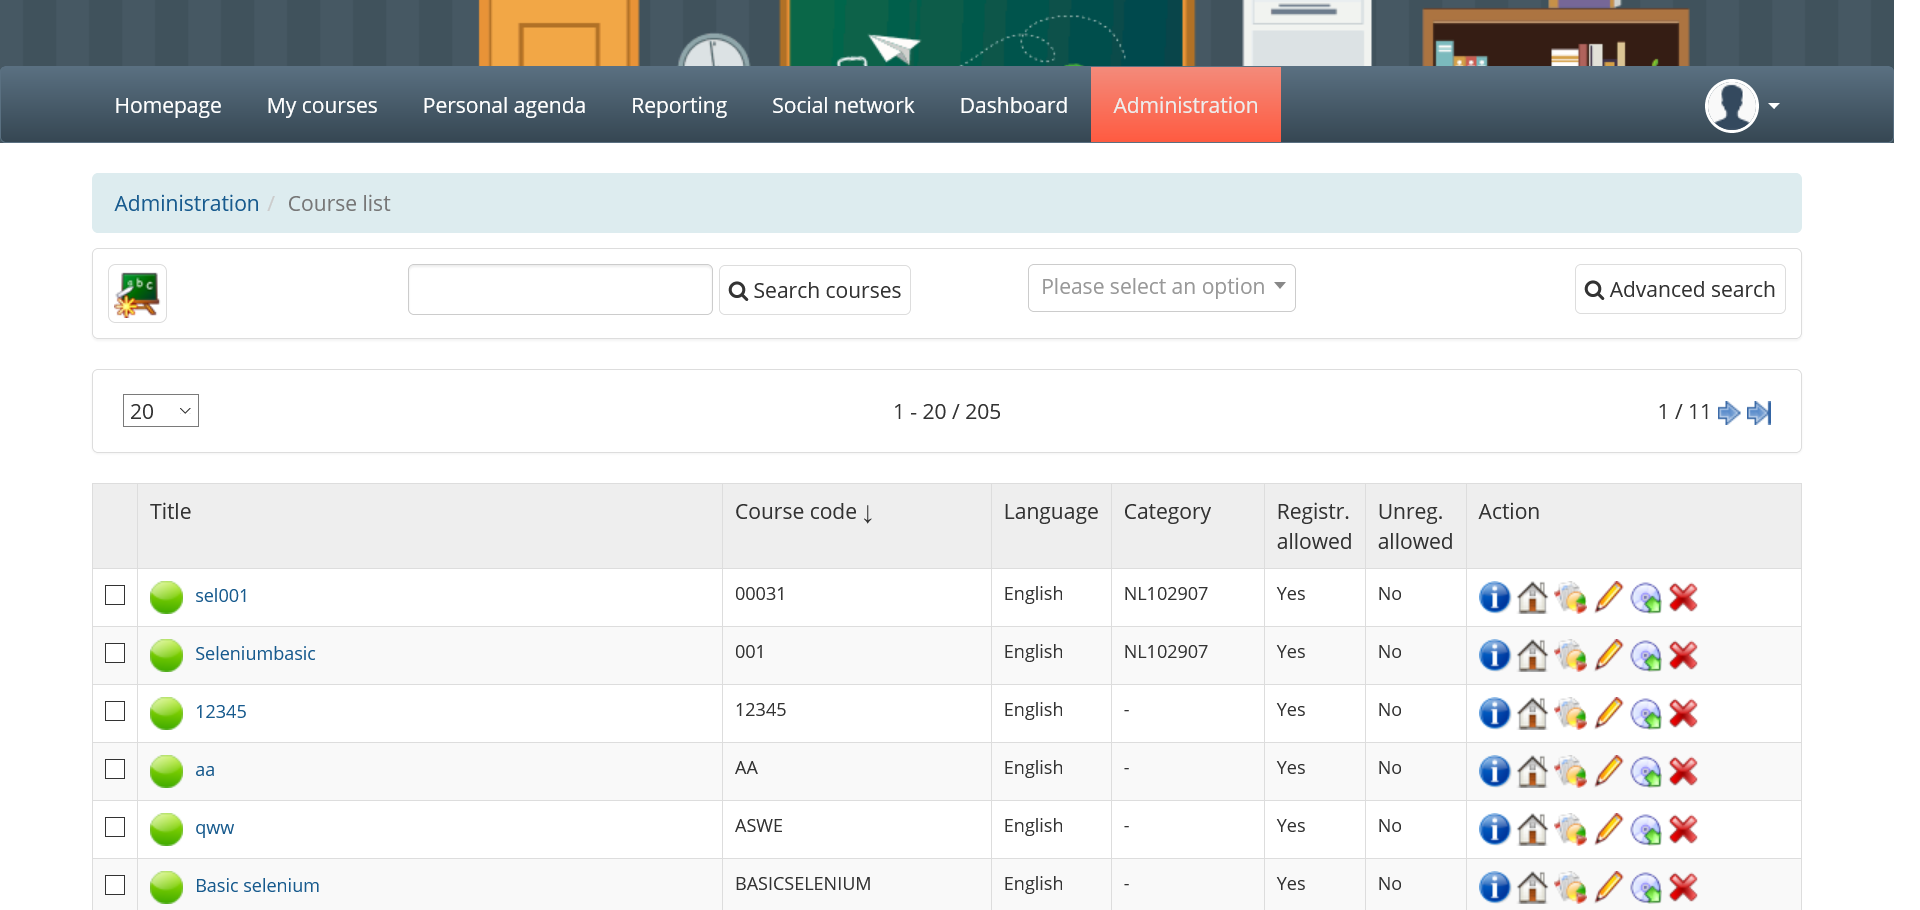 Homepage My courses Personal agenda Reporting Social network Dashboard Administration
Administration / Course list
abc Search courses Please select an option Advanced search
20 1 - 20 / 205 1 / 11
Title Course code ↓ Language Category Registr. allowed Unreg. allowed Action
sel001 00031 English NL102907 Yes No
Seleniumbasic 001 English NL102907 Yes No
12345 12345 English - Yes No
aa AA English - Yes No
qww ASWE English - Yes No
Basic selenium BASICSELENIUM English - Yes No